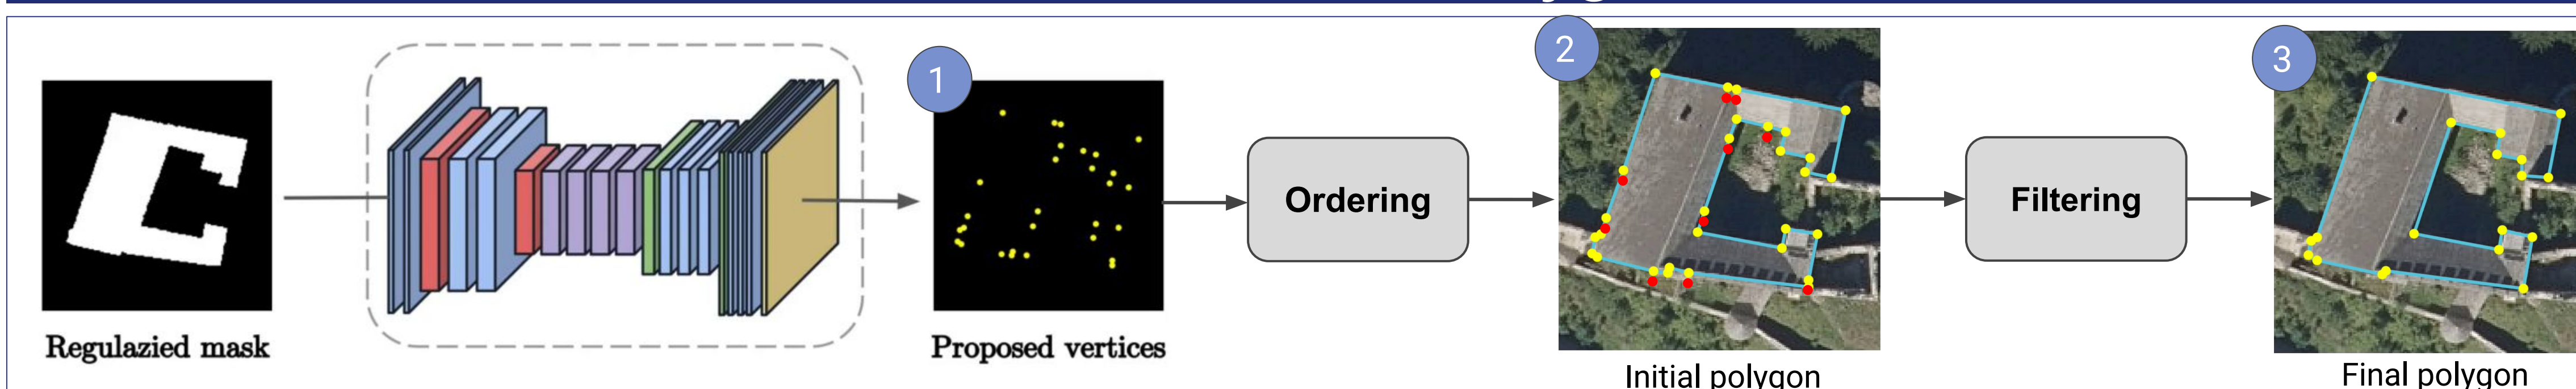 Regulazied mask
1
Proposed vertices
Ordering
2
Initial polygon
Filtering
3
Final polygon